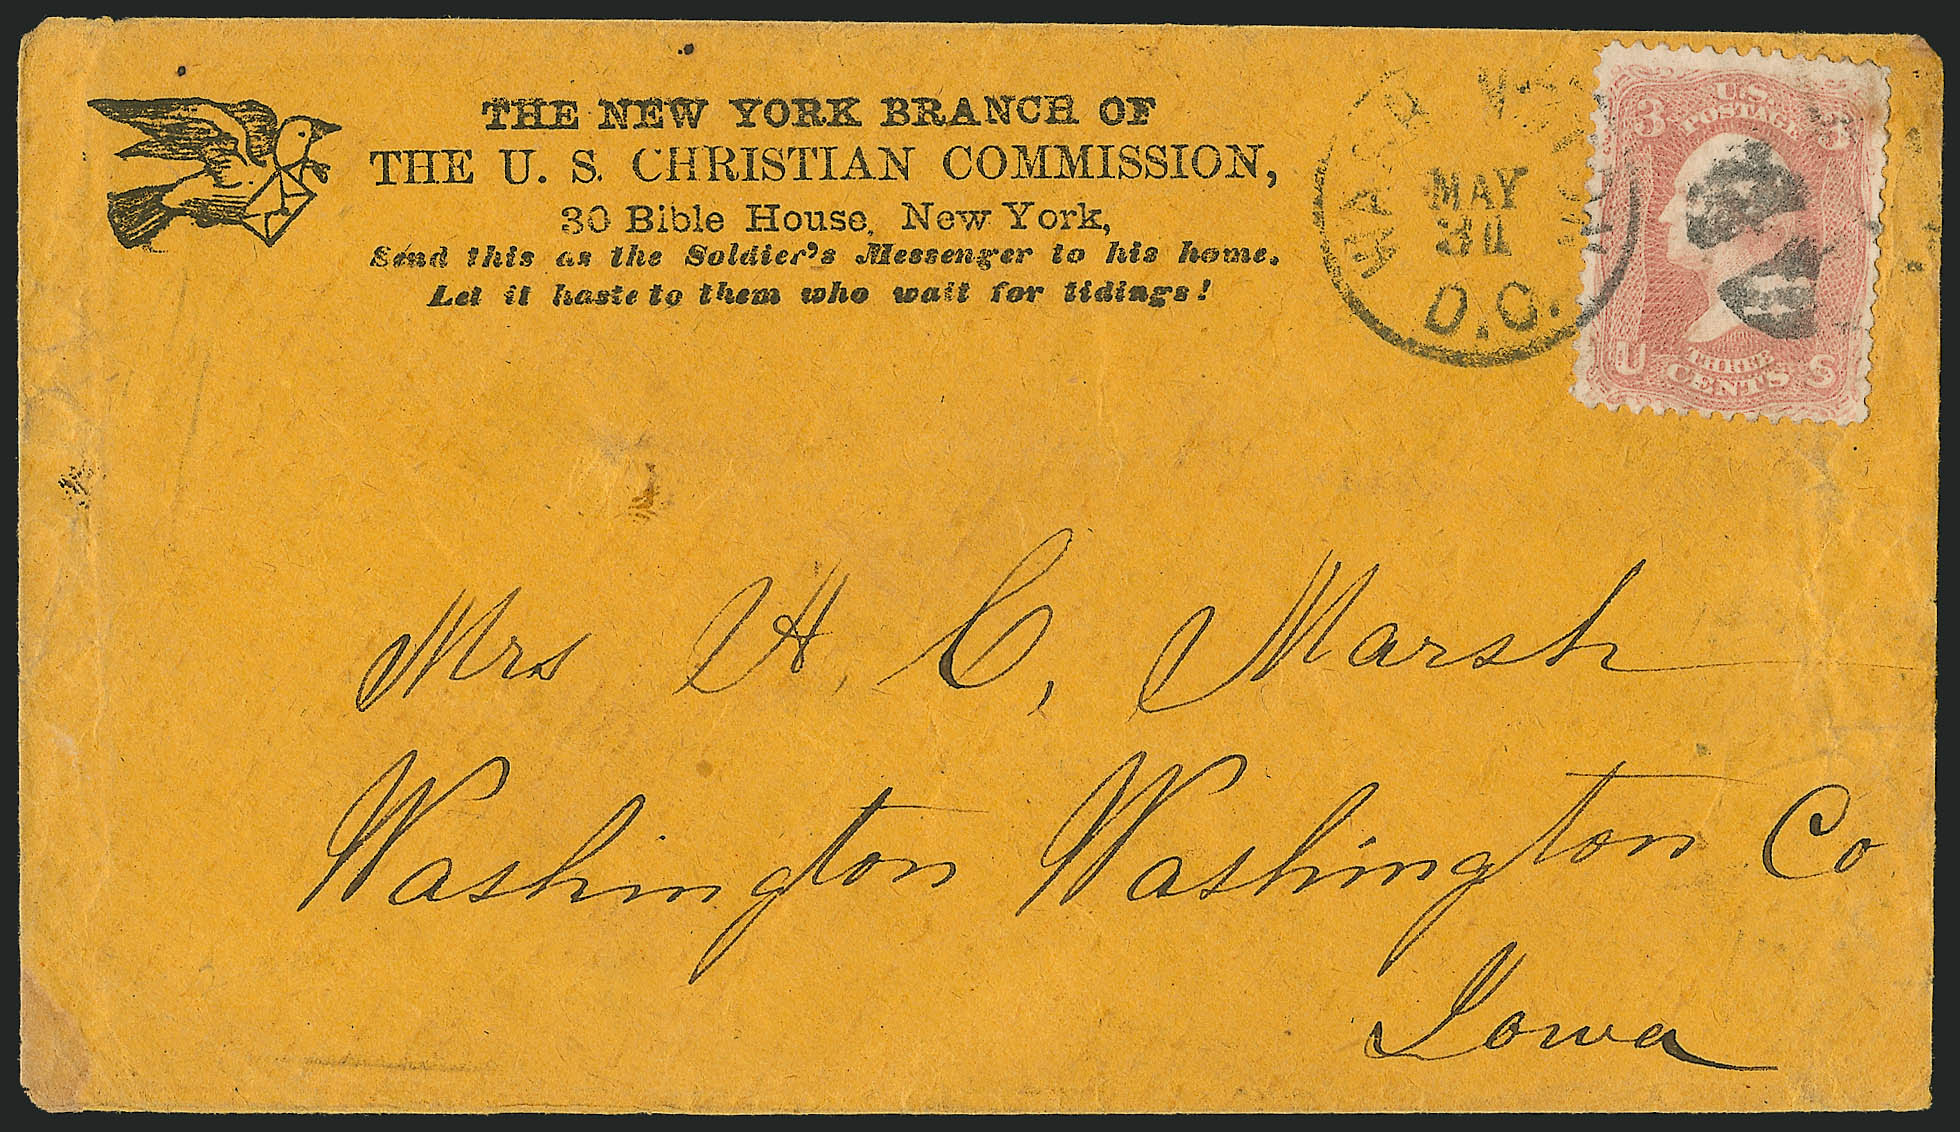 THE NEW YORK BRANCH OF
THE U. S. CHRISTIAN COMMISSION,
30 Bible House, New York,
Send this as the Soldier's Messenger to his home.
Let it haste to them who wait for tidings!
MAY
31
D.C.
U.S.
POSTAGE
3 3
U THREE S
CENTS
Mrs H. C, Marsh
Washington Washington Co
Iowa